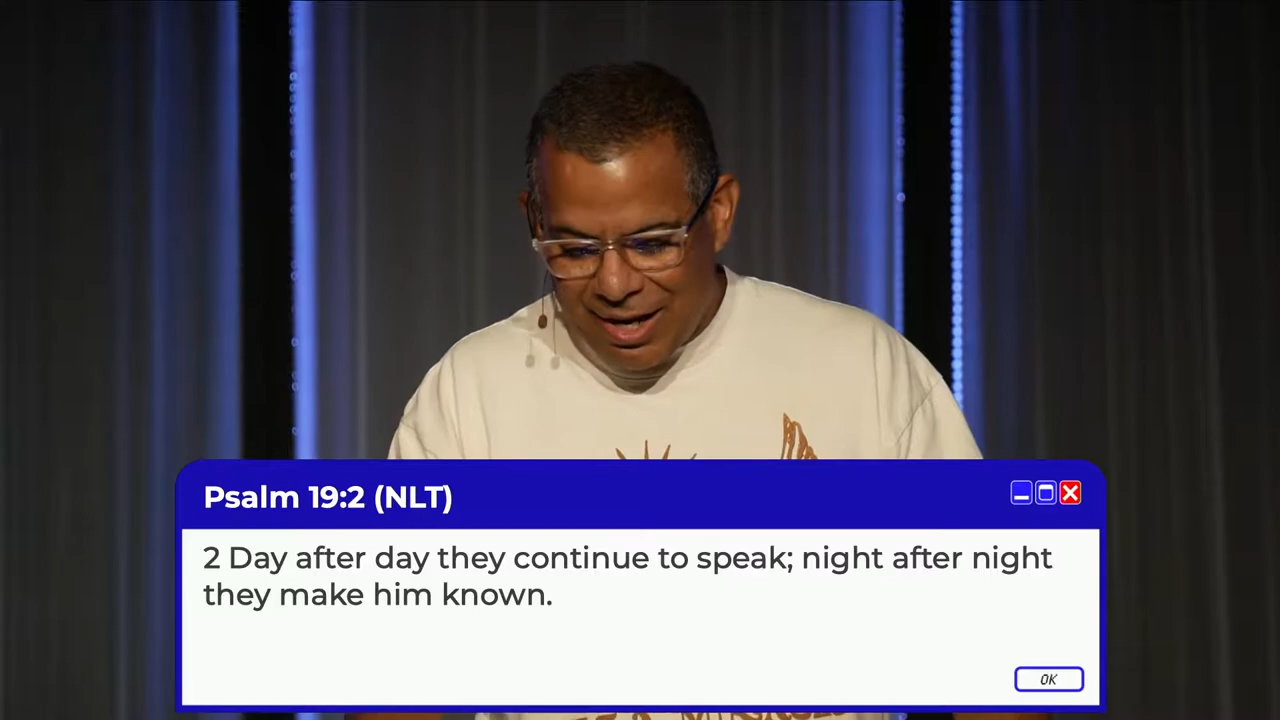 Psalm 19:2 (NLT)
2 Day after day they continue to speak; night after night
they make him known.
OK